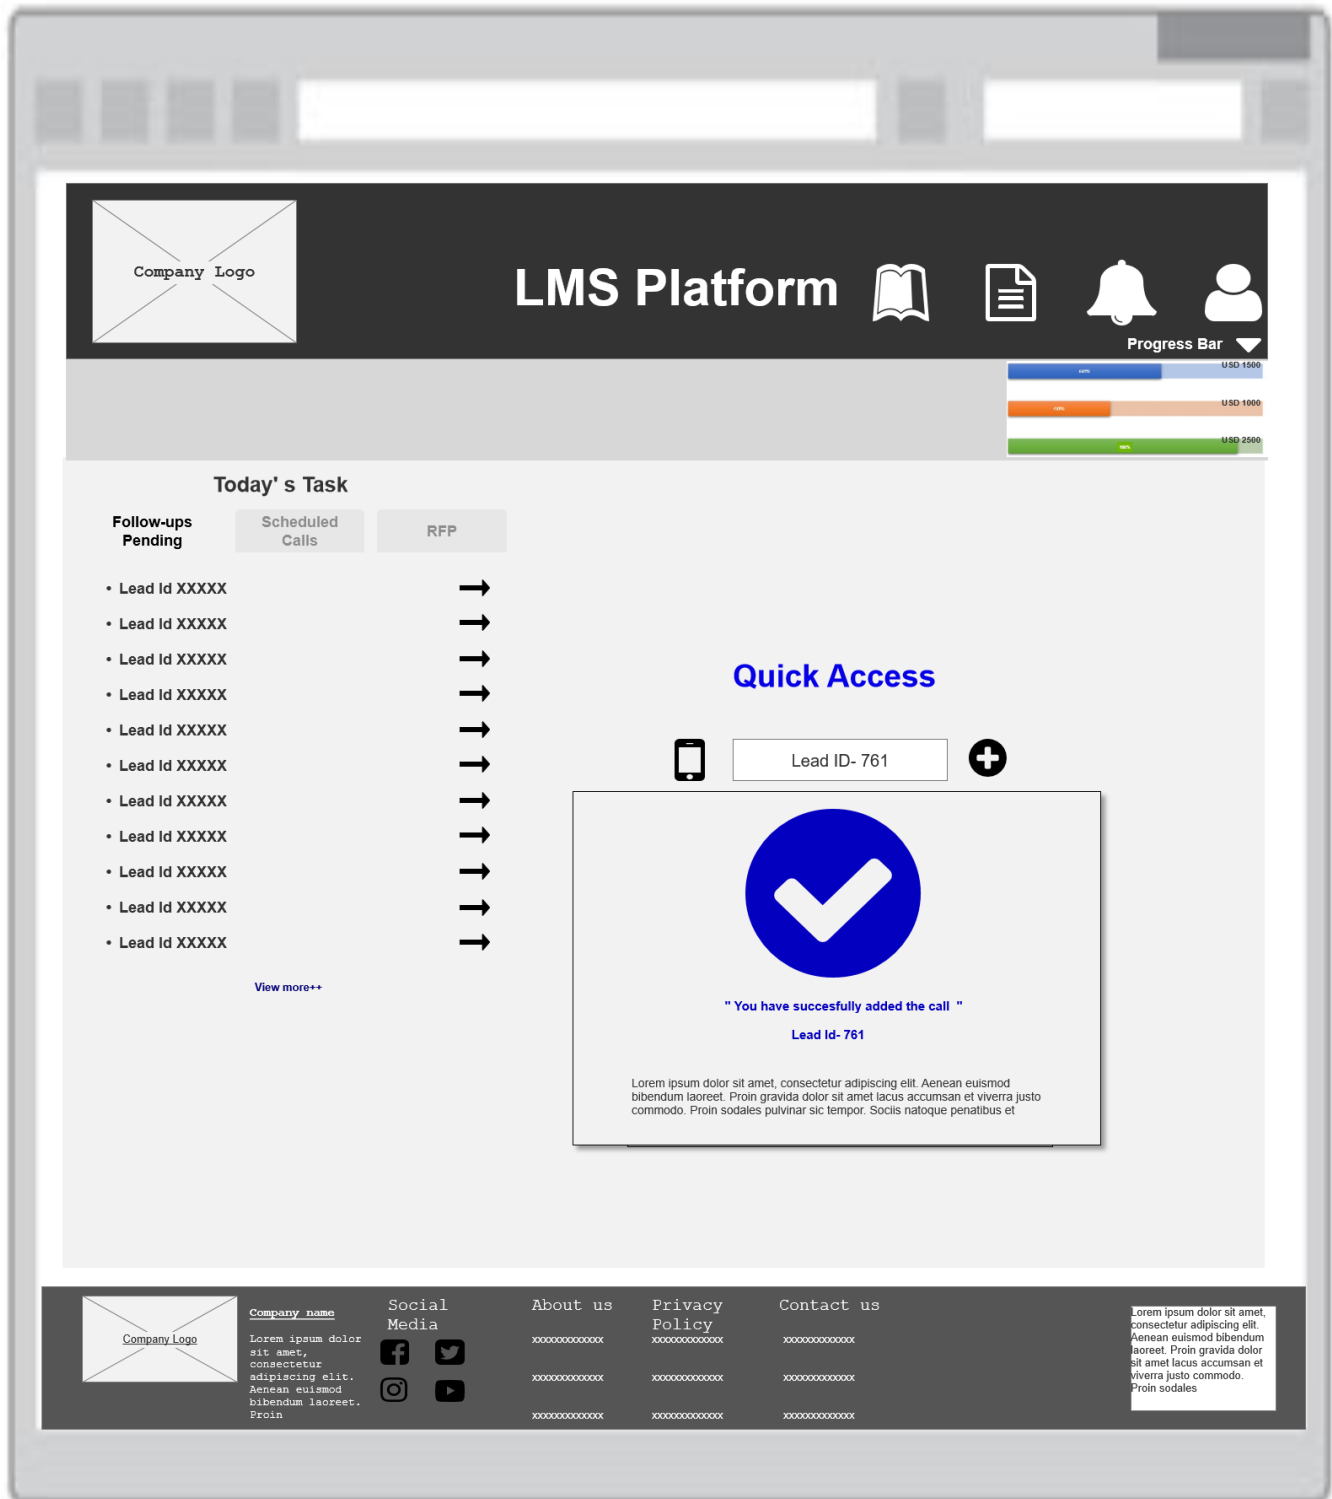 Company Logo
LMS Platform
Progress Bar
USD 1500
60%
USD 1000
USD 2500
Today' s Task
Follow-ups
Pending
Scheduled
Calls
RFP
• Lead Id XXXXX
• Lead Id XXXXX
• Lead Id XXXXX
• Lead Id XXXXX
• Lead Id XXXXX
• Lead Id XXXXX
• Lead Id XXXXX
• Lead Id XXXXX
• Lead Id XXXXX
• Lead Id XXXXX
• Lead Id XXXXX
View more++
Quick Access
Lead ID- 761
" You have succesfully added the call "
Lead Id- 761
Lorem ipsum dolor sit amet, consectetur adipiscing elit. Aenean euismod
bibendum laoreet. Proin gravida dolor sit amet lacus accumsan et viverra justo
commodo. Proin sodales pulvinar sic tempor. Sociis natoque penatibus et
Company Logo
Company name
Lorem ipsum dolor
sit amet,
consectetur
adipiscing elit.
Aenean euismod
bibendum laoreet.
Proin
Social
Media
About us
xxxxxxxxxxxxx
xxxxxxxxxxxxx
xxxxxxxxxxxxx
Privacy
Policy
xxxxxxxxxxxxx
xxxxxxxxxxxxx
xxxxxxxxxxxxx
Contact us
xxxxxxxxxxxxx
xxxxxxxxxxxxx
xxxxxxxxxxxxx
Lorem ipsum dolor sit amet,
consectetur adipiscing elit.
Aenean euismod bibendum
laoreet. Proin gravida dolor
sit amet lacus accumsan et
viverra justo commodo.
Proin sodales